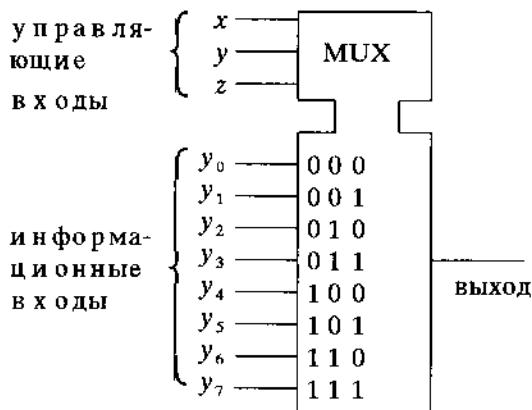 управля-
ющие
входы
x
y
z
MUX
информа-
ционные
входы
y₀ 000
y₁ 001
y₂ 010
y₃ 011
y₄ 100
y₅ 101
y₆ 110
y₇ 111
выход